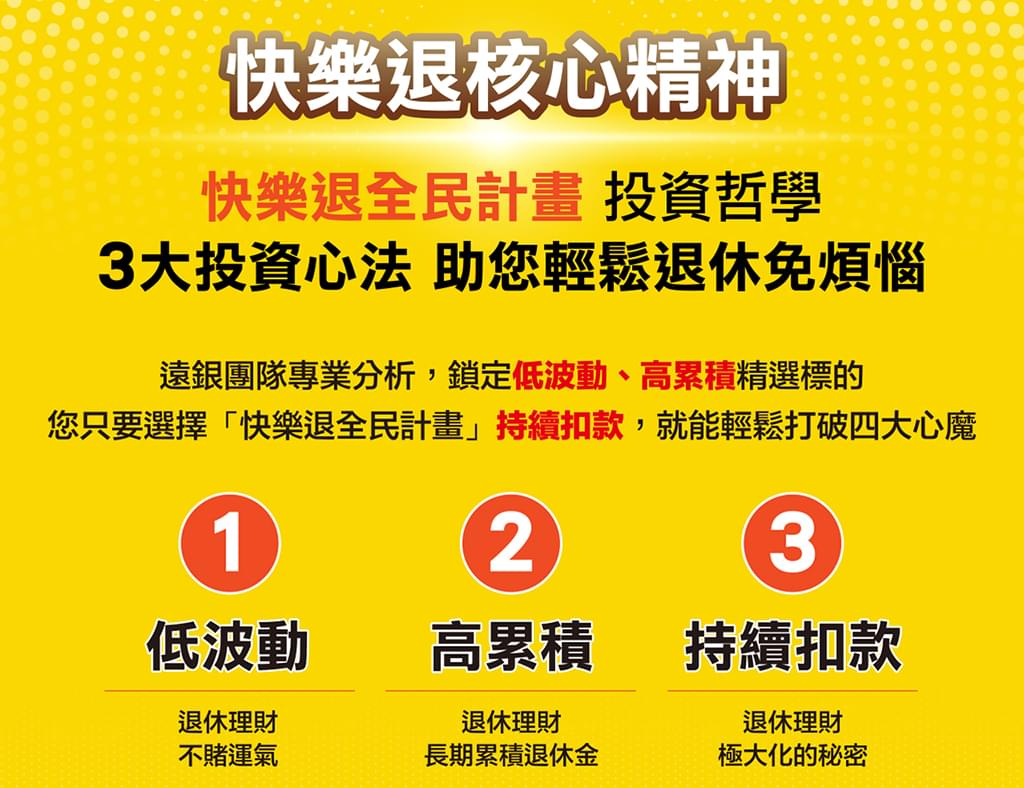 快樂退核心精神
快樂退全民計畫 投資哲學
3大投資心法 助您輕鬆退休免煩惱
遠銀團隊專業分析，鎖定低波動、高累積精選標的
您只要選擇「快樂退全民計畫」持續扣款，就能輕鬆打破四大心魔
1
低波動
退休理財
不賭運氣
2
高累積
退休理財
長期累積退休金
3
持續扣款
退休理財
極大化的秘密